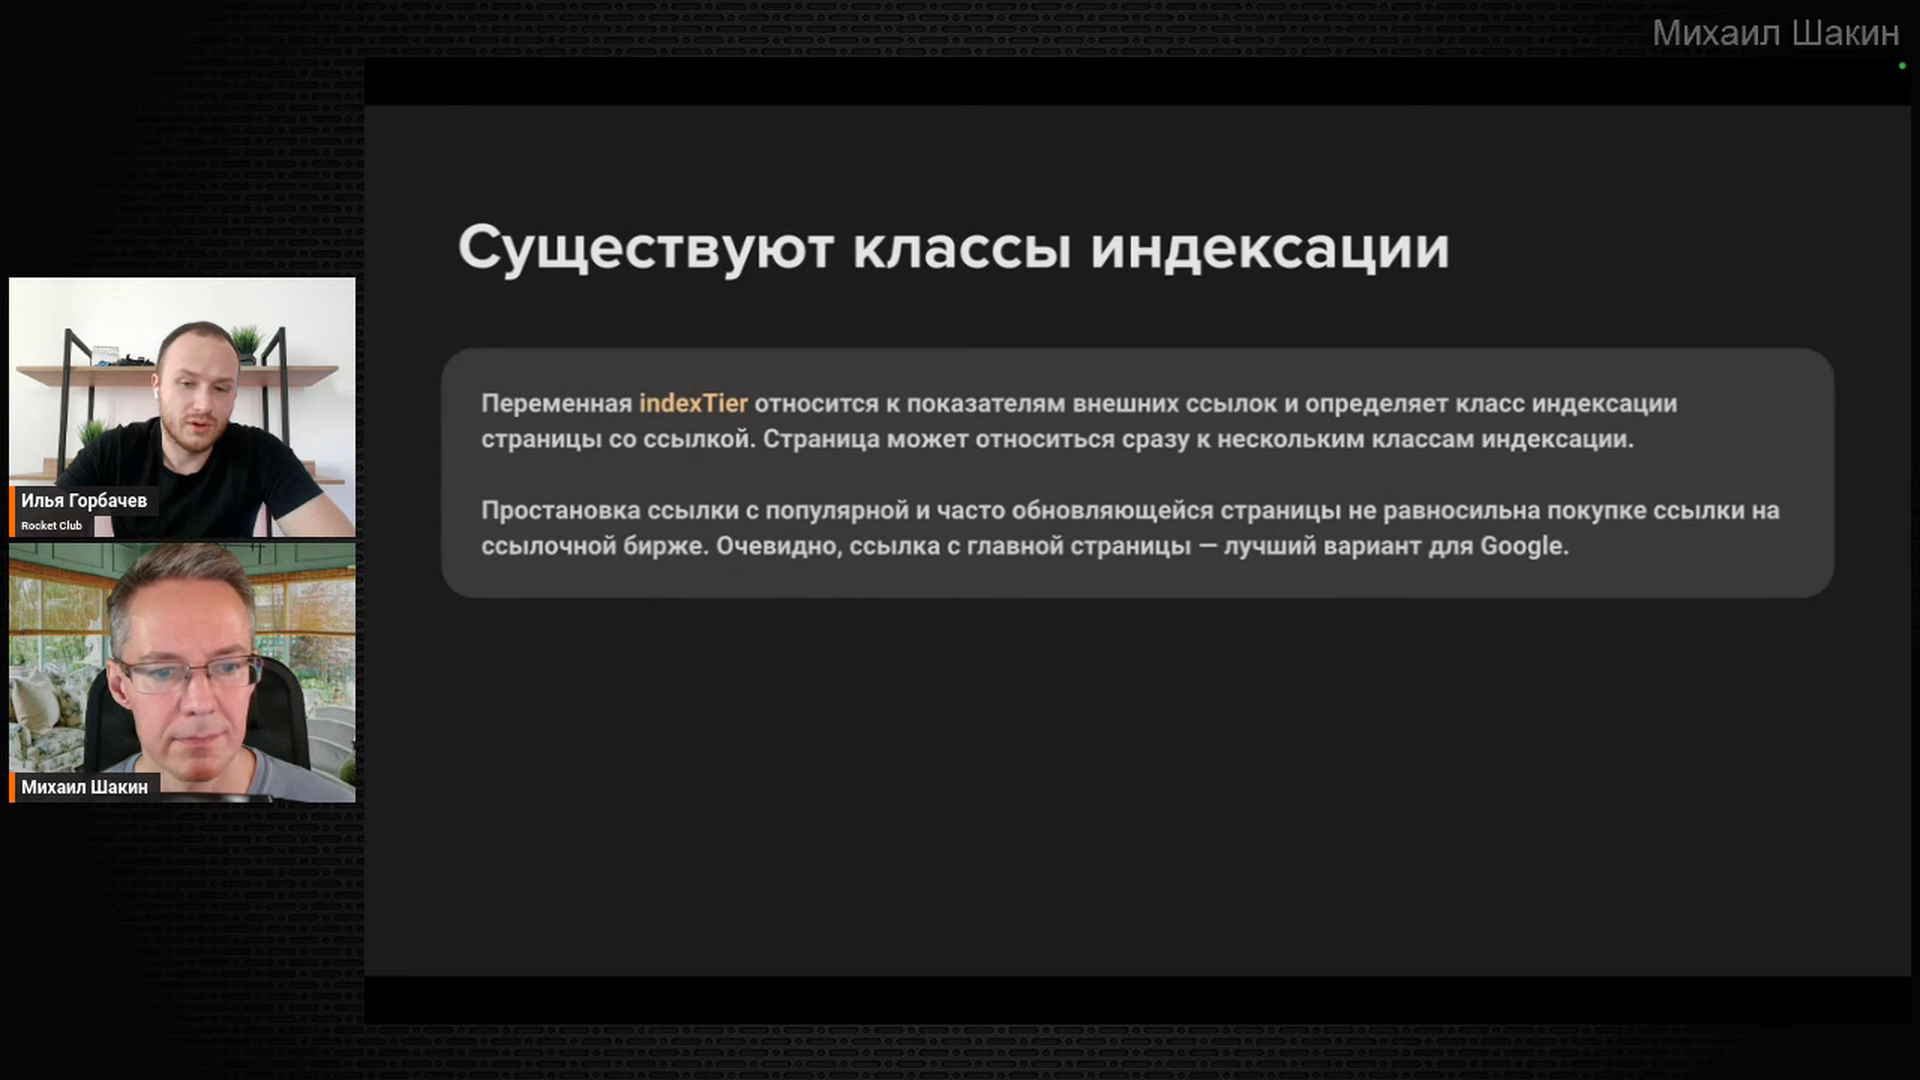 Михаил Шакин
Существуют классы индексации
Переменная indexTier относится к показателям внешних ссылок и определяет класс индексации
страницы со ссылкой. Страница может относиться сразу к нескольким классам индексации.
Простановка ссылки с популярной и часто обновляющейся страницы не равносильна покупке ссылки на
ссылочной бирже. Очевидно, ссылка с главной страницы — лучший вариант для Google.
Илья Горбачев
Rocket Club
Михаил Шакин